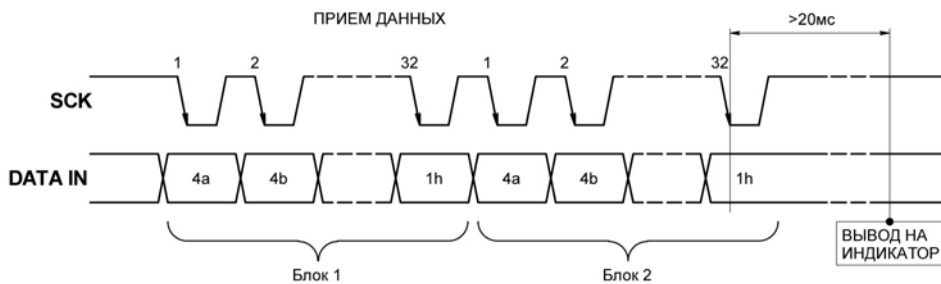 ПРИЕМ ДАННЫХ
>20мс
1 2 32 1 2 32
SCK
DATA IN
4a 4b 1h 4a 4b 1h
Блок 1
Блок 2
ВЫВОД НА
ИНДИКАТОР